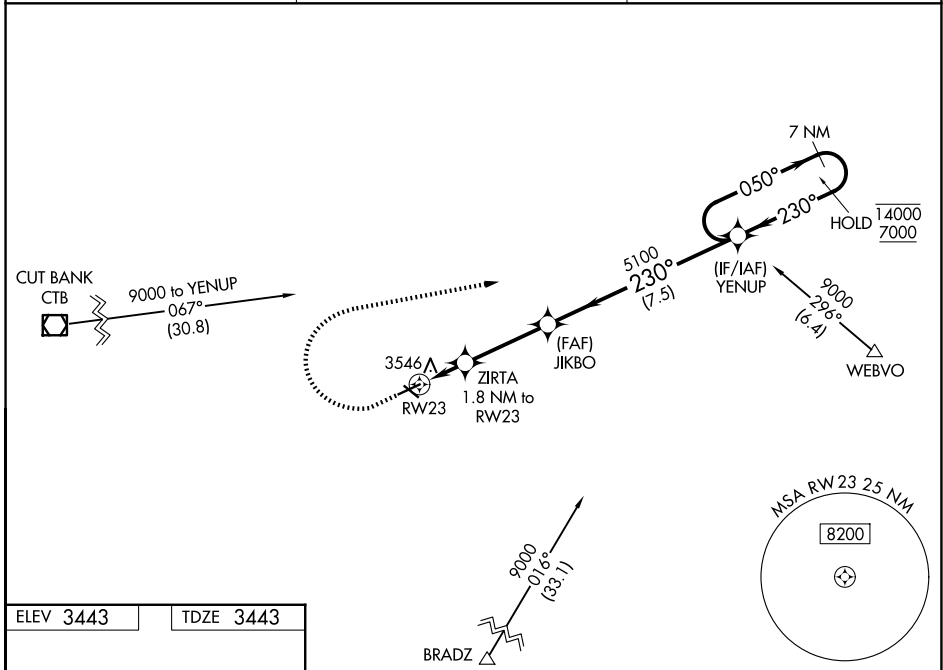 7 NM
050°
230°
HOLD
14000
7000
CUT BANK
CTB
9000 to YENUP
067°
(30.8)
5100
230°
(7.5)
(IF/IAF)
YENUP
9000
296°
(6.4)
WEBVO
(FAF)
JIKBO
3546
RW23
ZIRTA
1.8 NM to
RW23
9000
016°
(33.1)
BRADZ
MSA RW23 25 NM
8200
ELEV 3443
TDZE 3443